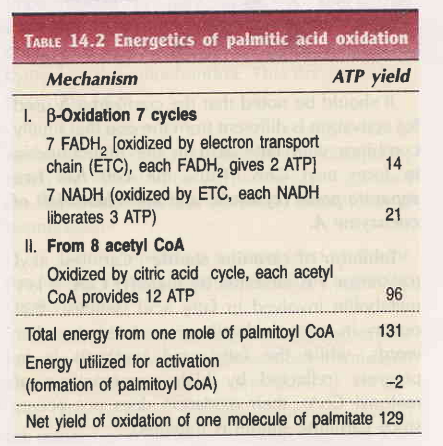 TABLE 14.2 Energetics of palmitic acid oxidation
Mechanism ATP yield
I. β-Oxidation 7 cycles
7 FADH₂ [oxidized by electron transport
chain (ETC), each FADH₂ gives 2 ATP] 14
7 NADH (oxidized by ETC, each NADH
liberates 3 ATP) 21
II. From 8 acetyl CoA
Oxidized by citric acid cycle, each acetyl
CoA provides 12 ATP 96
Total energy from one mole of palmitoyl CoA 131
Energy utilized for activation
(formation of palmitoyl CoA) –2
Net yield of oxidation of one molecule of palmitate 129